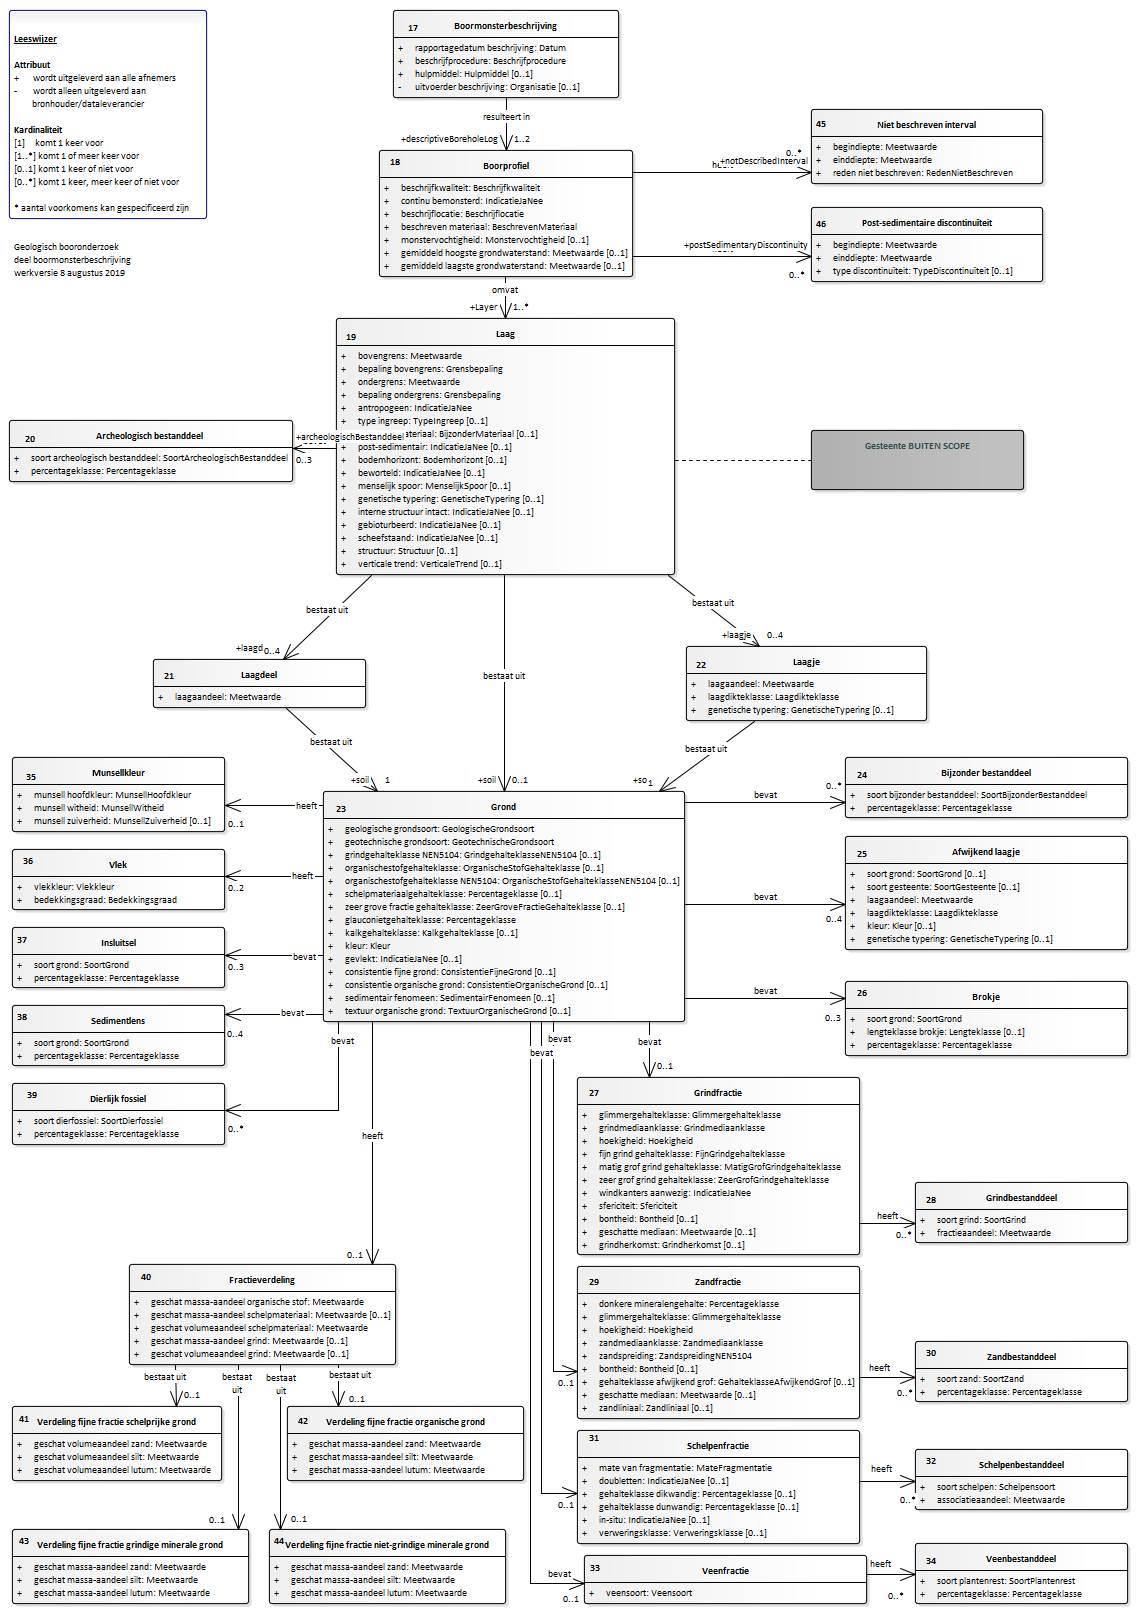 Leeswijzer
Attribuut
+ wordt uitgeleverd aan alle afnemers
- wordt alleen uitgeleverd aan
bronhouder/dataleverancier
Kardinaliteit
[1] komt 1 keer voor
[1..*] komt 1 of meer keer voor
[0..1] komt 1 keer of niet voor
[0..*] komt 1 keer, meer keer of niet voor
* aantal voorkomens kan gespecificeerd zijn
Geologisch booronderzoek
deel boormonsterbeschrijving
werkversie 8 augustus 2019
17 Boormonsterbeschrijving
+ rapportagedatum beschrijving: Datum
+ beschrijfprocedure: Beschrijfprocedure
+ hulpmiddel: Hulpmiddel [0..1]
- uitvoerder beschrijving: Organisatie [0..1]
resulteert in
+descriptiveBoreholeLog 1..2
18 Boorprofiel
+ beschrijfkwaliteit: Beschrijfkwaliteit
+ continu bemonsterd: IndicatieJaNee
+ beschrijflocatie: Beschrijflocatie
+ beschreven materiaal: BeschrevenMateriaal
+ monstervochtigheid: Monstervochtigheid [0..1]
+ gemiddeld hoogste grondwaterstand: Meetwaarde [0..1]
+ gemiddeld laagste grondwaterstand: Meetwaarde [0..1]
0..*
+notDescribedInterval
45 Niet beschreven interval
+ begindiepte: Meetwaarde
+ einddiepte: Meetwaarde
+ reden niet beschreven: RedenNietBeschreven
+postSedimentaryDiscontinuity
0..*
46 Post-sedimentaire discontinuïteit
+ begindiepte: Meetwaarde
+ einddiepte: Meetwaarde
+ type discontinuïteit: TypeDiscontinuïteit [0..1]
omvat
+Layer 1..*
19 Laag
+ bovengrens: Meetwaarde
+ bepaling bovengrens: Grensbepaling
+ ondergrens: Meetwaarde
+ bepaling ondergrens: Grensbepaling
+ antropogeen: IndicatieJaNee
+ type ingreep: TypeIngreep [0..1]
ateriaal: BijzonderMateriaal [0..1]
+ post-sedimentair: IndicatieJaNee [0..1]
+ bodemhorizont: Bodemhorizont [0..1]
+ beworteld: IndicatieJaNee [0..1]
+ menselijk spoor: MenselijkSpoor [0..1]
+ genetische typering: GenetischeTypering [0..1]
+ interne structuur intact: IndicatieJaNee [0..1]
+ gebioturbeerd: IndicatieJaNee [0..1]
+ scheefstaand: IndicatieJaNee [0..1]
+ structuur: Structuur [0..1]
+ verticale trend: VerticaleTrend [0..1]
+archeologischBestanddeel
0..3
20 Archeologisch bestanddeel
+ soort archeologisch bestanddeel: SoortArcheologischBestanddeel
+ percentageklasse: Percentageklasse
Gesteente BUITEN SCOPE
bestaat uit
+laagd 0..4
bestaat uit
bestaat uit
+laagje 0..4
21 Laagdeel
+ laagaandeel: Meetwaarde
22 Laagje
+ laagaandeel: Meetwaarde
+ laagdikteklasse: Laagdikteklasse
+ genetische typering: GenetischeTypering [0..1]
bestaat uit
+soil 1
+soil 0..1
bestaat uit
+so 1
23 Grond
+ geologische grondsoort: GeologischeGrondsoort
+ geotechnische grondsoort: GeotechnischeGrondsoort
+ grindgehalteklasse NEN5104: GrindgehalteklasseNEN5104 [0..1]
+ organischestofgehalteklasse: OrganischeStofGehalteklasse [0..1]
+ organischestofgehalteklasse NEN5104: OrganischeStofGehalteklasseNEN5104 [0..1]
+ schelpmateriaalgehalteklasse: Percentageklasse [0..1]
+ zeer grove fractie gehalteklasse: ZeerGroveFractieGehalteklasse [0..1]
+ glauconietgehalteklasse: Percentageklasse
+ kalkgehalteklasse: Kalkgehalteklasse [0..1]
+ kleur: Kleur
+ gevlekt: IndicatieJaNee [0..1]
+ consistentie fijne grond: ConsistentieFijneGrond [0..1]
+ consistentie organische grond: ConsistentieOrganischeGrond [0..1]
+ sedimentair fenomeen: SedimentairFenomeen [0..1]
+ textuur organische grond: TextuurOrganischeGrond [0..1]
35 Munsellkleur
+ munsell hoofdkleur: MunsellHoofdkleur
+ munsell witheid: MunsellWitheid
+ munsell zuiverheid: MunsellZuiverheid [0..1]
heeft
0..1
36 Vlek
+ vlekkleur: Vlekkleur
+ bedekkingsgraad: Bedekkingsgraad
heeft
0..2
37 Insluitsel
+ soort grond: SoortGrond
+ percentageklasse: Percentageklasse
bevat
0..3
38 Sedimentlens
+ soort grond: SoortGrond
+ percentageklasse: Percentageklasse
bevat
0..4
39 Dierlijk fossiel
+ soort dierfossiel: SoortDierfossiel
+ percentageklasse: Percentageklasse
bevat
0..*
bevat
0..*
24 Bijzonder bestanddeel
+ soort bijzonder bestanddeel: SoortBijzonderBestanddeel
+ percentageklasse: Percentageklasse
bevat
0..4
25 Afwijkend laagje
+ soort grond: SoortGrond [0..1]
+ soort gesteente: SoortGesteente [0..1]
+ laagaandeel: Meetwaarde
+ laagdikteklasse: Laagdikteklasse
+ kleur: Kleur [0..1]
+ genetische typering: GenetischeTypering [0..1]
bevat
0..3
26 Brokje
+ soort grond: SoortGrond
+ lengteklasse brokje: Lengteklasse [0..1]
+ percentageklasse: Percentageklasse
bevat
bevat
bevat
0..1
27 Grindfractie
+ glimmergehalteklasse: Glimmergehalteklasse
+ grindmediaanklasse: Grindmediaanklasse
+ hoekigheid: Hoekigheid
+ fijn grind gehalteklasse: FijnGrindgehalteklasse
+ matig grof grind gehalteklasse: MatigGrofGrindgehalteklasse
+ zeer grof grind gehalteklasse: ZeerGrofGrindgehalteklasse
+ windkanters aanwezig: IndicatieJaNee
+ sfericiteit: Sfericiteit
+ bontheid: Bontheid [0..1]
+ geschatte mediaan: Meetwaarde [0..1]
+ grindherkomst: Grindherkomst [0..1]
heeft
0..*
28 Grindbestanddeel
+ soort grind: SoortGrind
+ fractieaandeel: Meetwaarde
heeft
0..1
40 Fractieverdeling
+ geschat massa-aandeel organische stof: Meetwaarde
+ geschat massa-aandeel schelpmateriaal: Meetwaarde [0..1]
+ geschat volumeaandeel schelpmateriaal: Meetwaarde
+ geschat massa-aandeel grind: Meetwaarde [0..1]
+ geschat volumeaandeel grind: Meetwaarde [0..1]
29 Zandfractie
+ donkere mineralengehalte: Percentageklasse
+ glimmergehalteklasse: Glimmergehalteklasse
+ hoekigheid: Hoekigheid
+ zandmediaanklasse: Zandmediaanklasse
+ zandspreiding: ZandspreidingNEN5104
+ bontheid: Bontheid [0..1]
+ gehalteklasse afwijkend grof: GehalteklasseAfwijkendGrof [0..1]
+ geschatte mediaan: Meetwaarde [0..1]
+ zandliniaal: Zandliniaal [0..1]
0..1
heeft
0..*
30 Zandbestanddeel
+ soort zand: SoortZand
+ percentageklasse: Percentageklasse
bestaat uit
0..1
bestaat
uit
bestaat
uit
bestaat uit
0..1
41 Verdeling fijne fractie schelprijke grond
+ geschat volumeaandeel zand: Meetwaarde
+ geschat volumeaandeel silt: Meetwaarde
+ geschat volumeaandeel lutum: Meetwaarde
42 Verdeling fijne fractie organische grond
+ geschat massa-aandeel zand: Meetwaarde
+ geschat massa-aandeel silt: Meetwaarde
+ geschat massa-aandeel lutum: Meetwaarde
31 Schelpenfractie
+ mate van fragmentatie: MateFragmentatie
+ doubletten: IndicatieJaNee [0..1]
+ gehalteklasse dikwandig: Percentageklasse [0..1]
+ gehalteklasse dunwandig: Percentageklasse [0..1]
+ in-situ: IndicatieJaNee [0..1]
+ verweringsklasse: Verweringsklasse [0..1]
0..1
heeft
0..*
32 Schelpenbestanddeel
+ soort schelpen: Schelpensoort
+ associatieaandeel: Meetwaarde
0..1
0..1
43 Verdeling fijne fractie grindige minerale grond
+ geschat massa-aandeel zand: Meetwaarde
+ geschat massa-aandeel silt: Meetwaarde
+ geschat massa-aandeel lutum: Meetwaarde
44 Verdeling fijne fractie niet-grindige minerale grond
+ geschat massa-aandeel zand: Meetwaarde
+ geschat massa-aandeel silt: Meetwaarde
+ geschat massa-aandeel lutum: Meetwaarde
bevat
0..1
33 Veenfractie
+ veensoort: Veensoort
heeft
0..*
34 Veenbestanddeel
+ soort plantenrest: SoortPlantenrest
+ percentageklasse: Percentageklasse